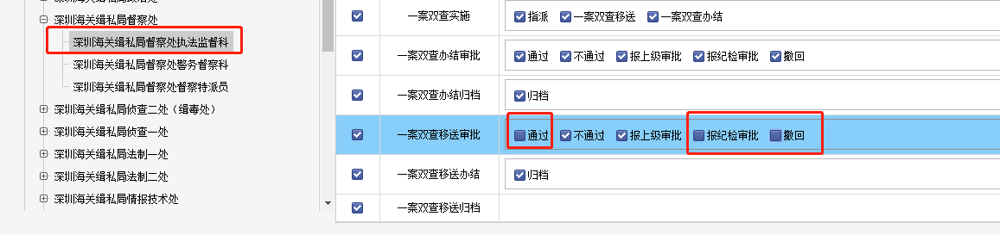 深圳海关缉私局督察处
深圳海关缉私局督察处执法监督科
深圳海关缉私局督察处警务督察科
深圳海关缉私局督察处督察特派员
深圳海关缉私局侦查二处（缉毒处）
深圳海关缉私局侦查一处
深圳海关缉私局法制一处
深圳海关缉私局法制二处
深圳海关缉私局情报技术处
一案双查实施 指派 一案双查移送 一案双查办结
一案双查办结审批 通过 不通过 报上级审批 报纪检审批 撤回
一案双查办结归档 归档
一案双查移送审批 通过 不通过 报上级审批 报纪检审批 撤回
一案双查移送办结 归档
一案双查移送归档